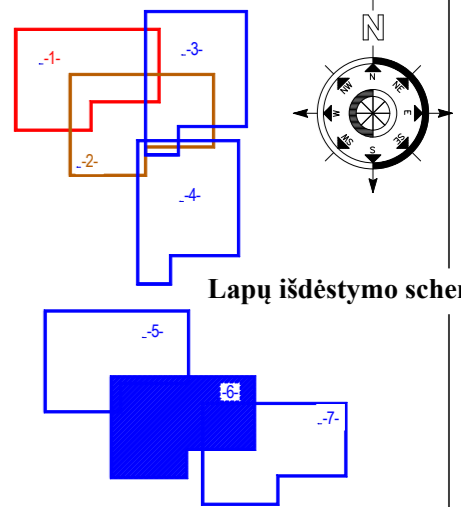 N
-1-
-3-
-2-
-4-
N
NE
E
SE
S
SW
W
NW
Lapų išdėstymo scher
-5-
-6-
-7-